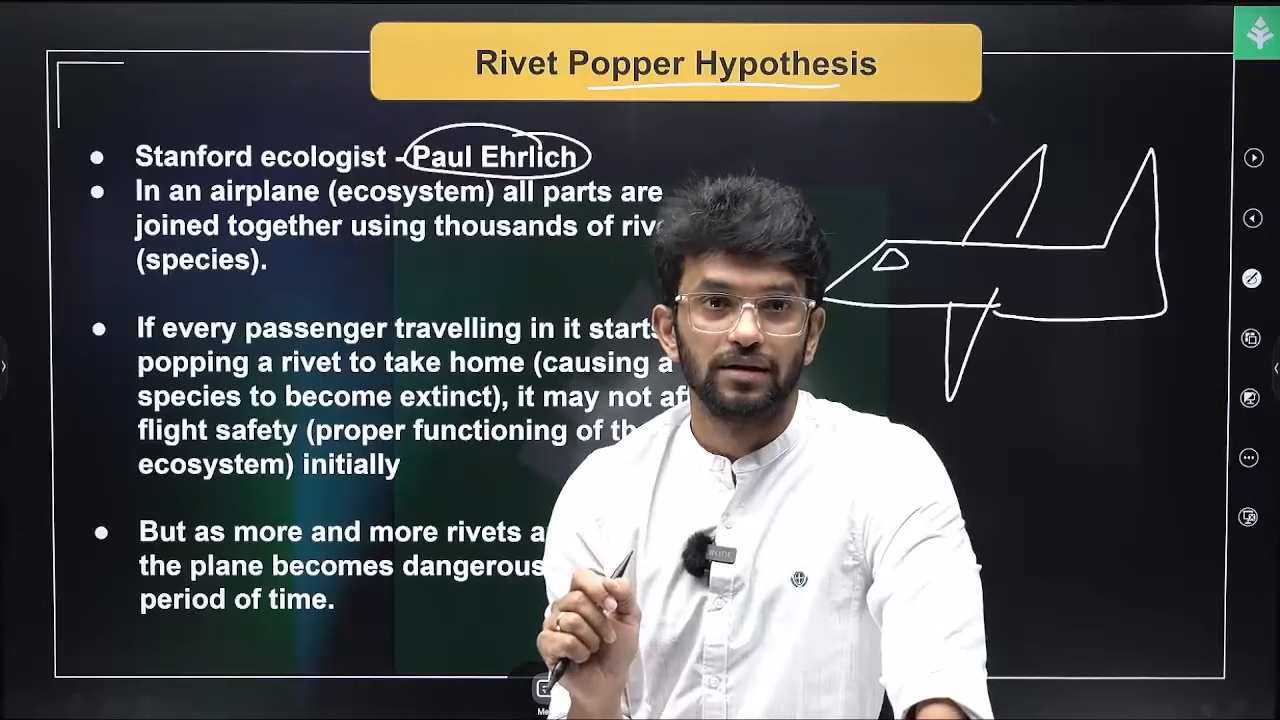 Rivet Popper Hypothesis
● Stanford ecologist - Paul Ehrlich
● In an airplane (ecosystem) all parts are
joined together using thousands of
(species).
● If every passenger travelling in it starts
popping a rivet to take home (causing a
species to become extinct), it may not
flight safety (proper functioning of
ecosystem) initially
● But as more and more rivets
the plane becomes dangerous
period of time.
RODE